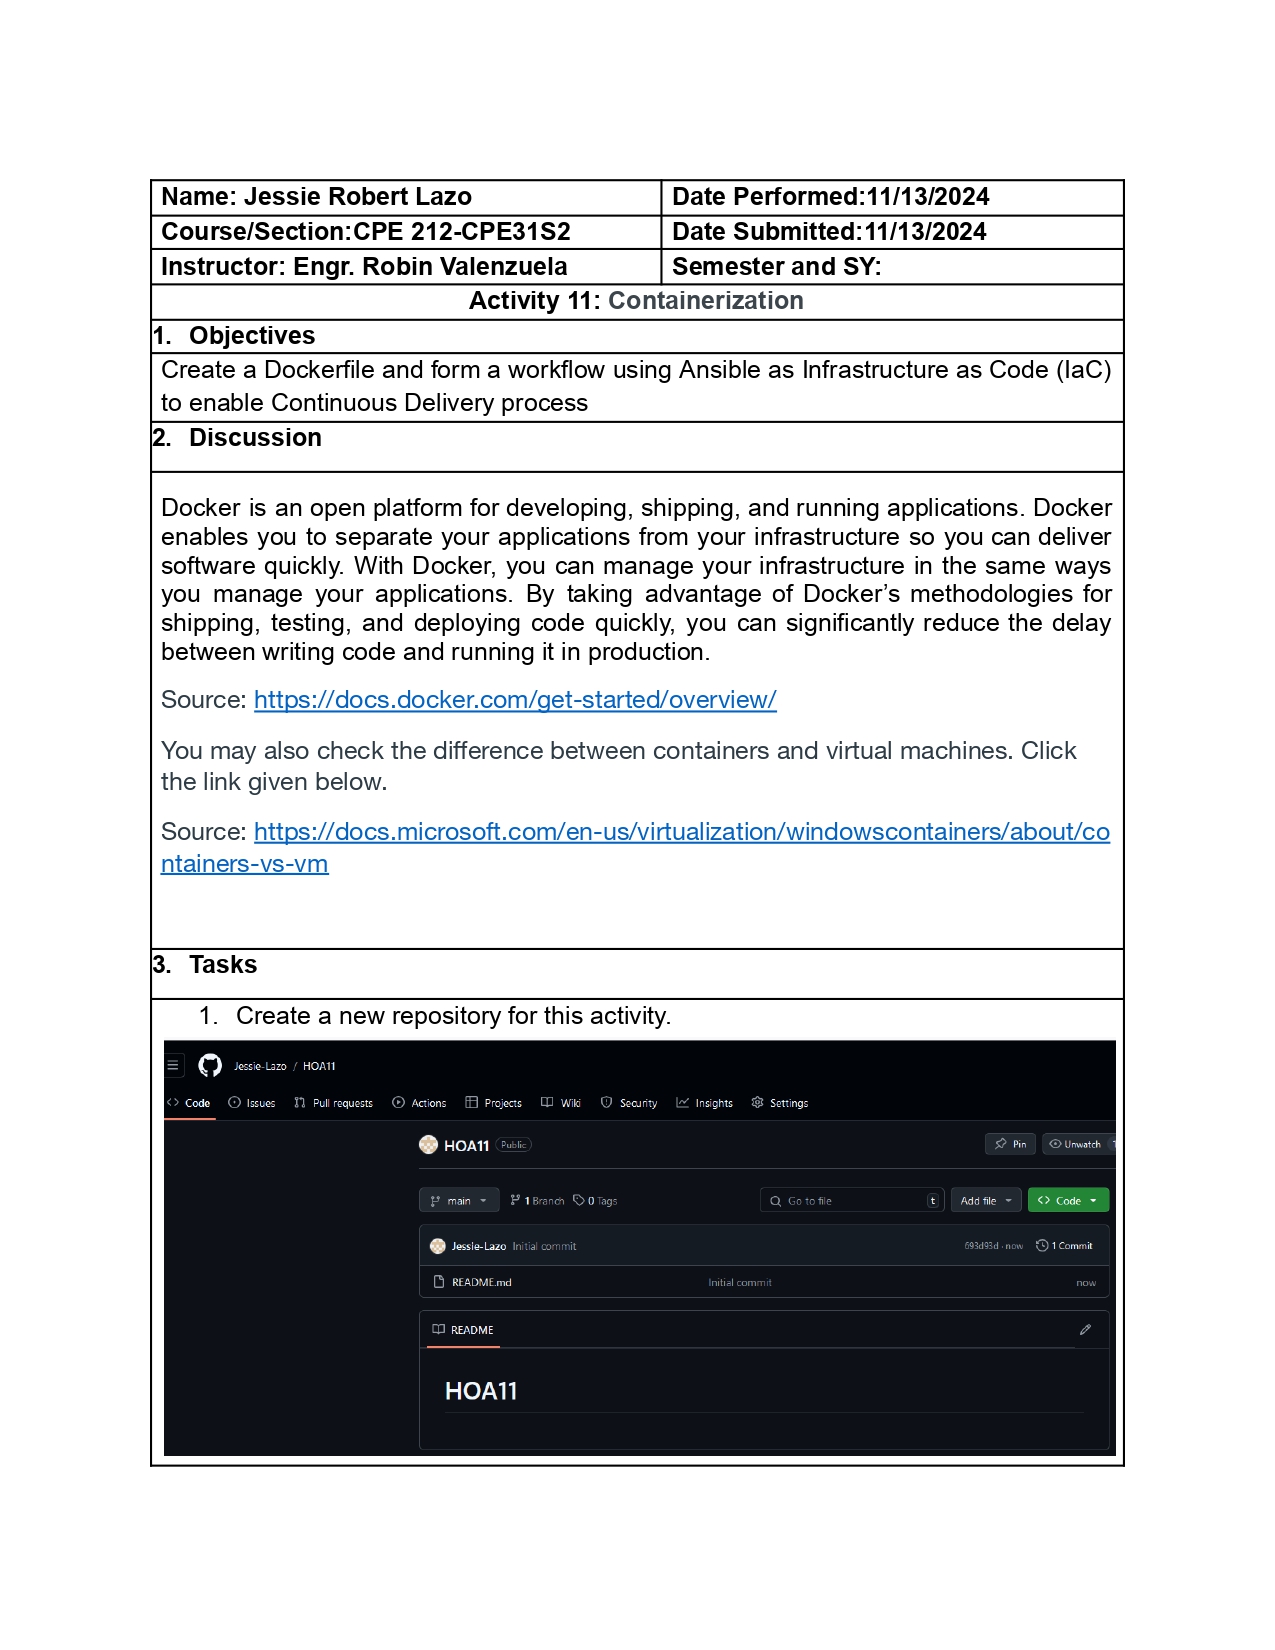 Name: Jessie Robert Lazo
Date Performed:11/13/2024
Course/Section:CPE 212-CPE31S2
Date Submitted:11/13/2024
Instructor: Engr. Robin Valenzuela
Semester and SY:
Activity 11: Containerization
1. Objectives
Create a Dockerfile and form a workflow using Ansible as Infrastructure as Code (IaC)
to enable Continuous Delivery process
2. Discussion
Docker is an open platform for developing, shipping, and running applications. Docker
enables you to separate your applications from your infrastructure so you can deliver
software quickly. With Docker, you can manage your infrastructure in the same ways
you manage your applications. By taking advantage of Docker’s methodologies for
shipping, testing, and deploying code quickly, you can significantly reduce the delay
between writing code and running it in production.
Source: https://docs.docker.com/get-started/overview/
You may also check the difference between containers and virtual machines. Click
the link given below.
Source: https://docs.microsoft.com/en-us/virtualization/windowscontainers/about/co
ntainers-vs-vm
3. Tasks
1. Create a new repository for this activity.
Jessie-Lazo / HOA11
Code Issues Pull requests Actions Projects Wiki Security Insights Settings
HOA11 Public Pin Unwatch 1
main 1 Branch 0 Tags Go to file t Add file Code
Jessie-Lazo Initial commit 693d93d · now 1 Commit
README.md Initial commit now
README
HOA11